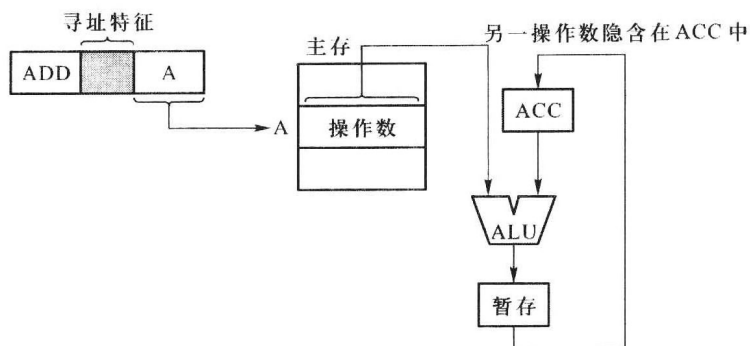 寻址特征
ADD
A
主存
A
操作数
另一操作数隐含在ACC中
ACC
ALU
暂存